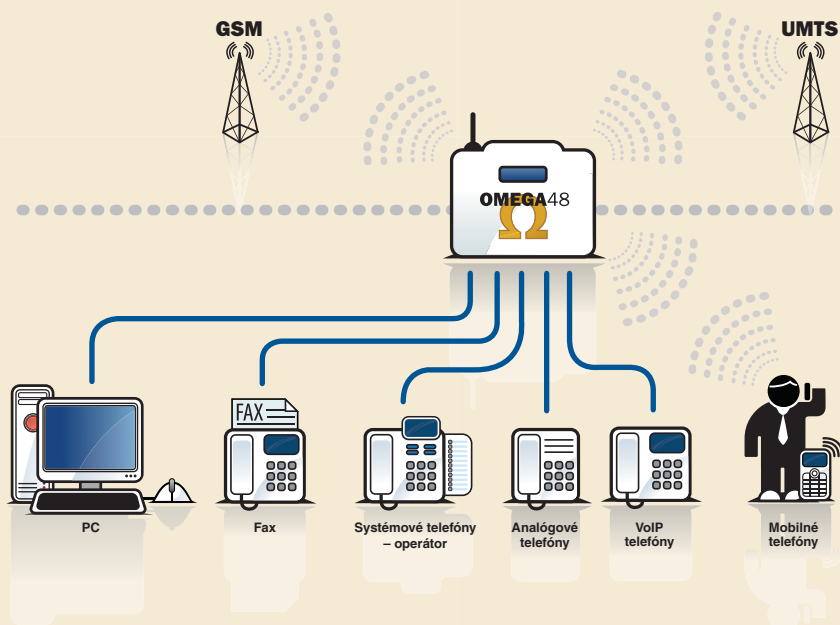 GSM
UMTS
OMEGA48
Ω
FAX
PC
Fax
Systémové telefóny
– operátor
Analógové
telefóny
VoIP
telefóny
Mobilné
telefóny